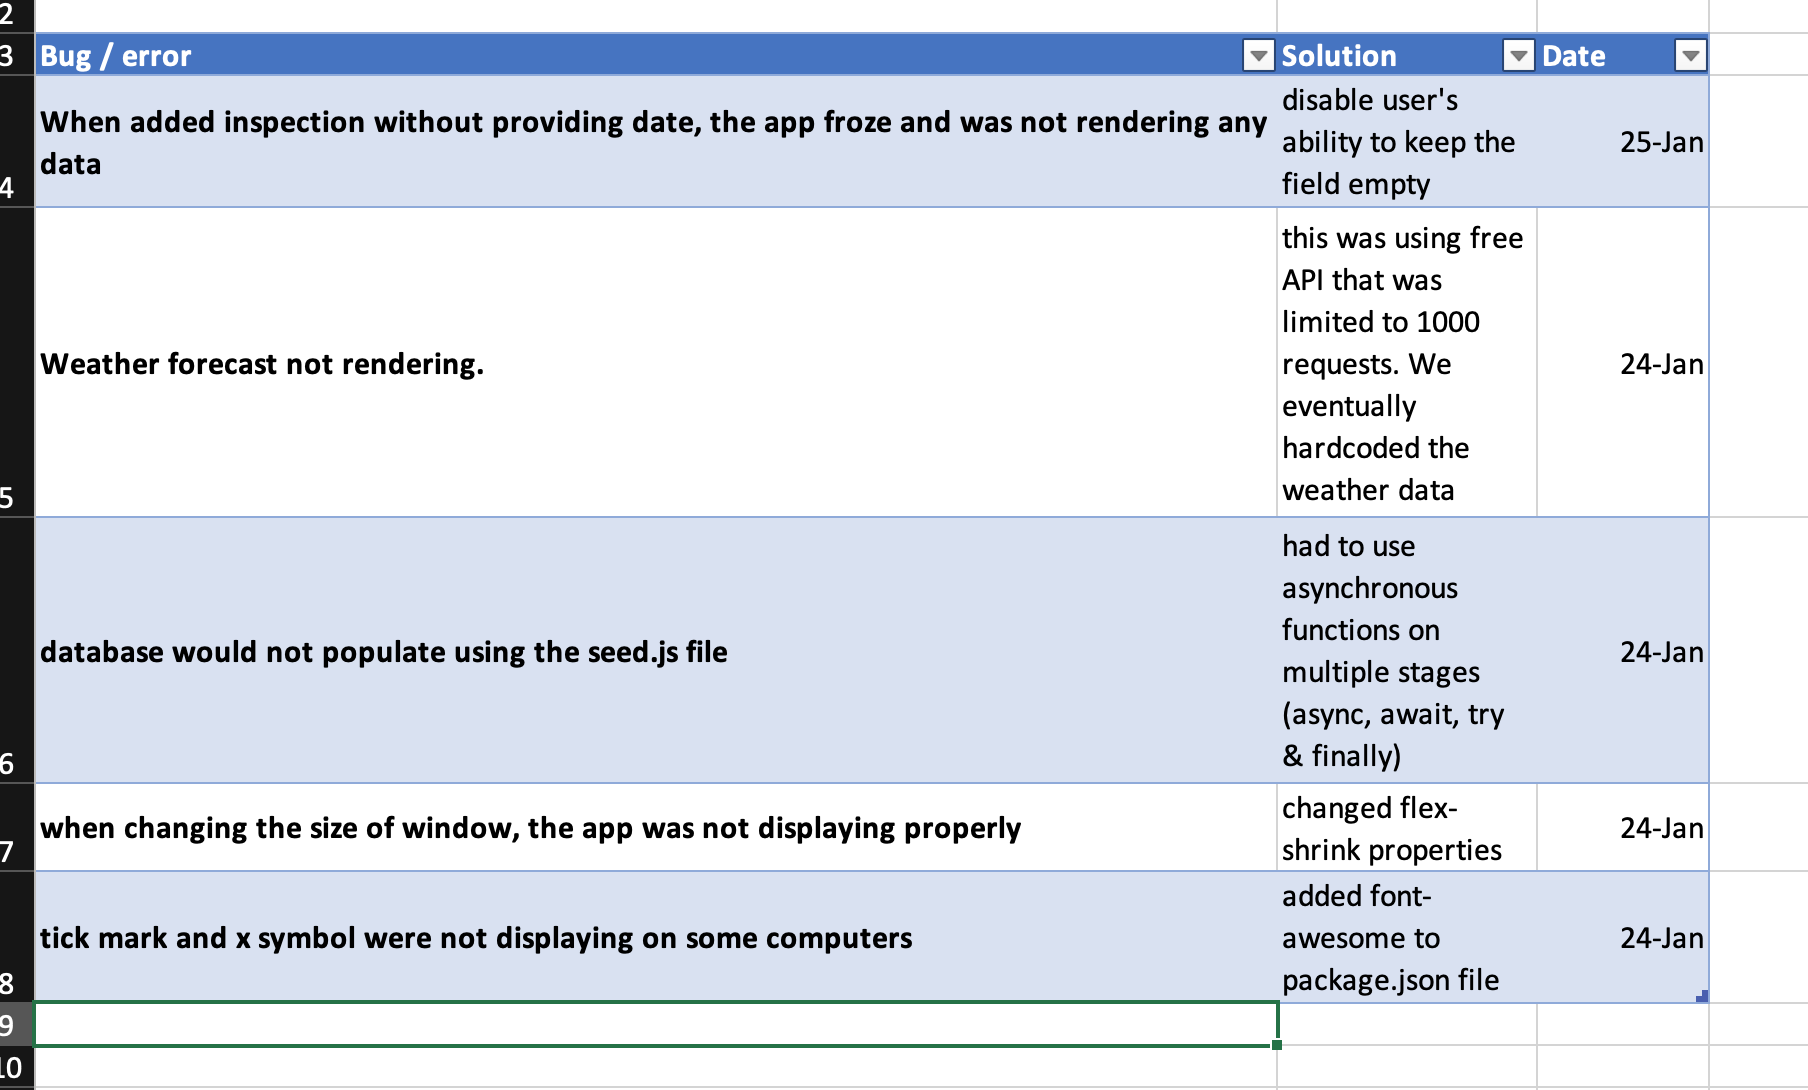 2
3 Bug / error Solution Date
When added inspection without providing date, the app froze and was not rendering any
data
disable user's
ability to keep the
field empty
25-Jan
4
Weather forecast not rendering.
this was using free
API that was
limited to 1000
requests. We
eventually
hardcoded the
weather data
24-Jan
5
database would not populate using the seed.js file
had to use
asynchronous
functions on
multiple stages
(async, await, try
& finally)
24-Jan
6
when changing the size of window, the app was not displaying properly
changed flex-
shrink properties
24-Jan
7
tick mark and x symbol were not displaying on some computers
added font-
awesome to
package.json file
24-Jan
8
9
10